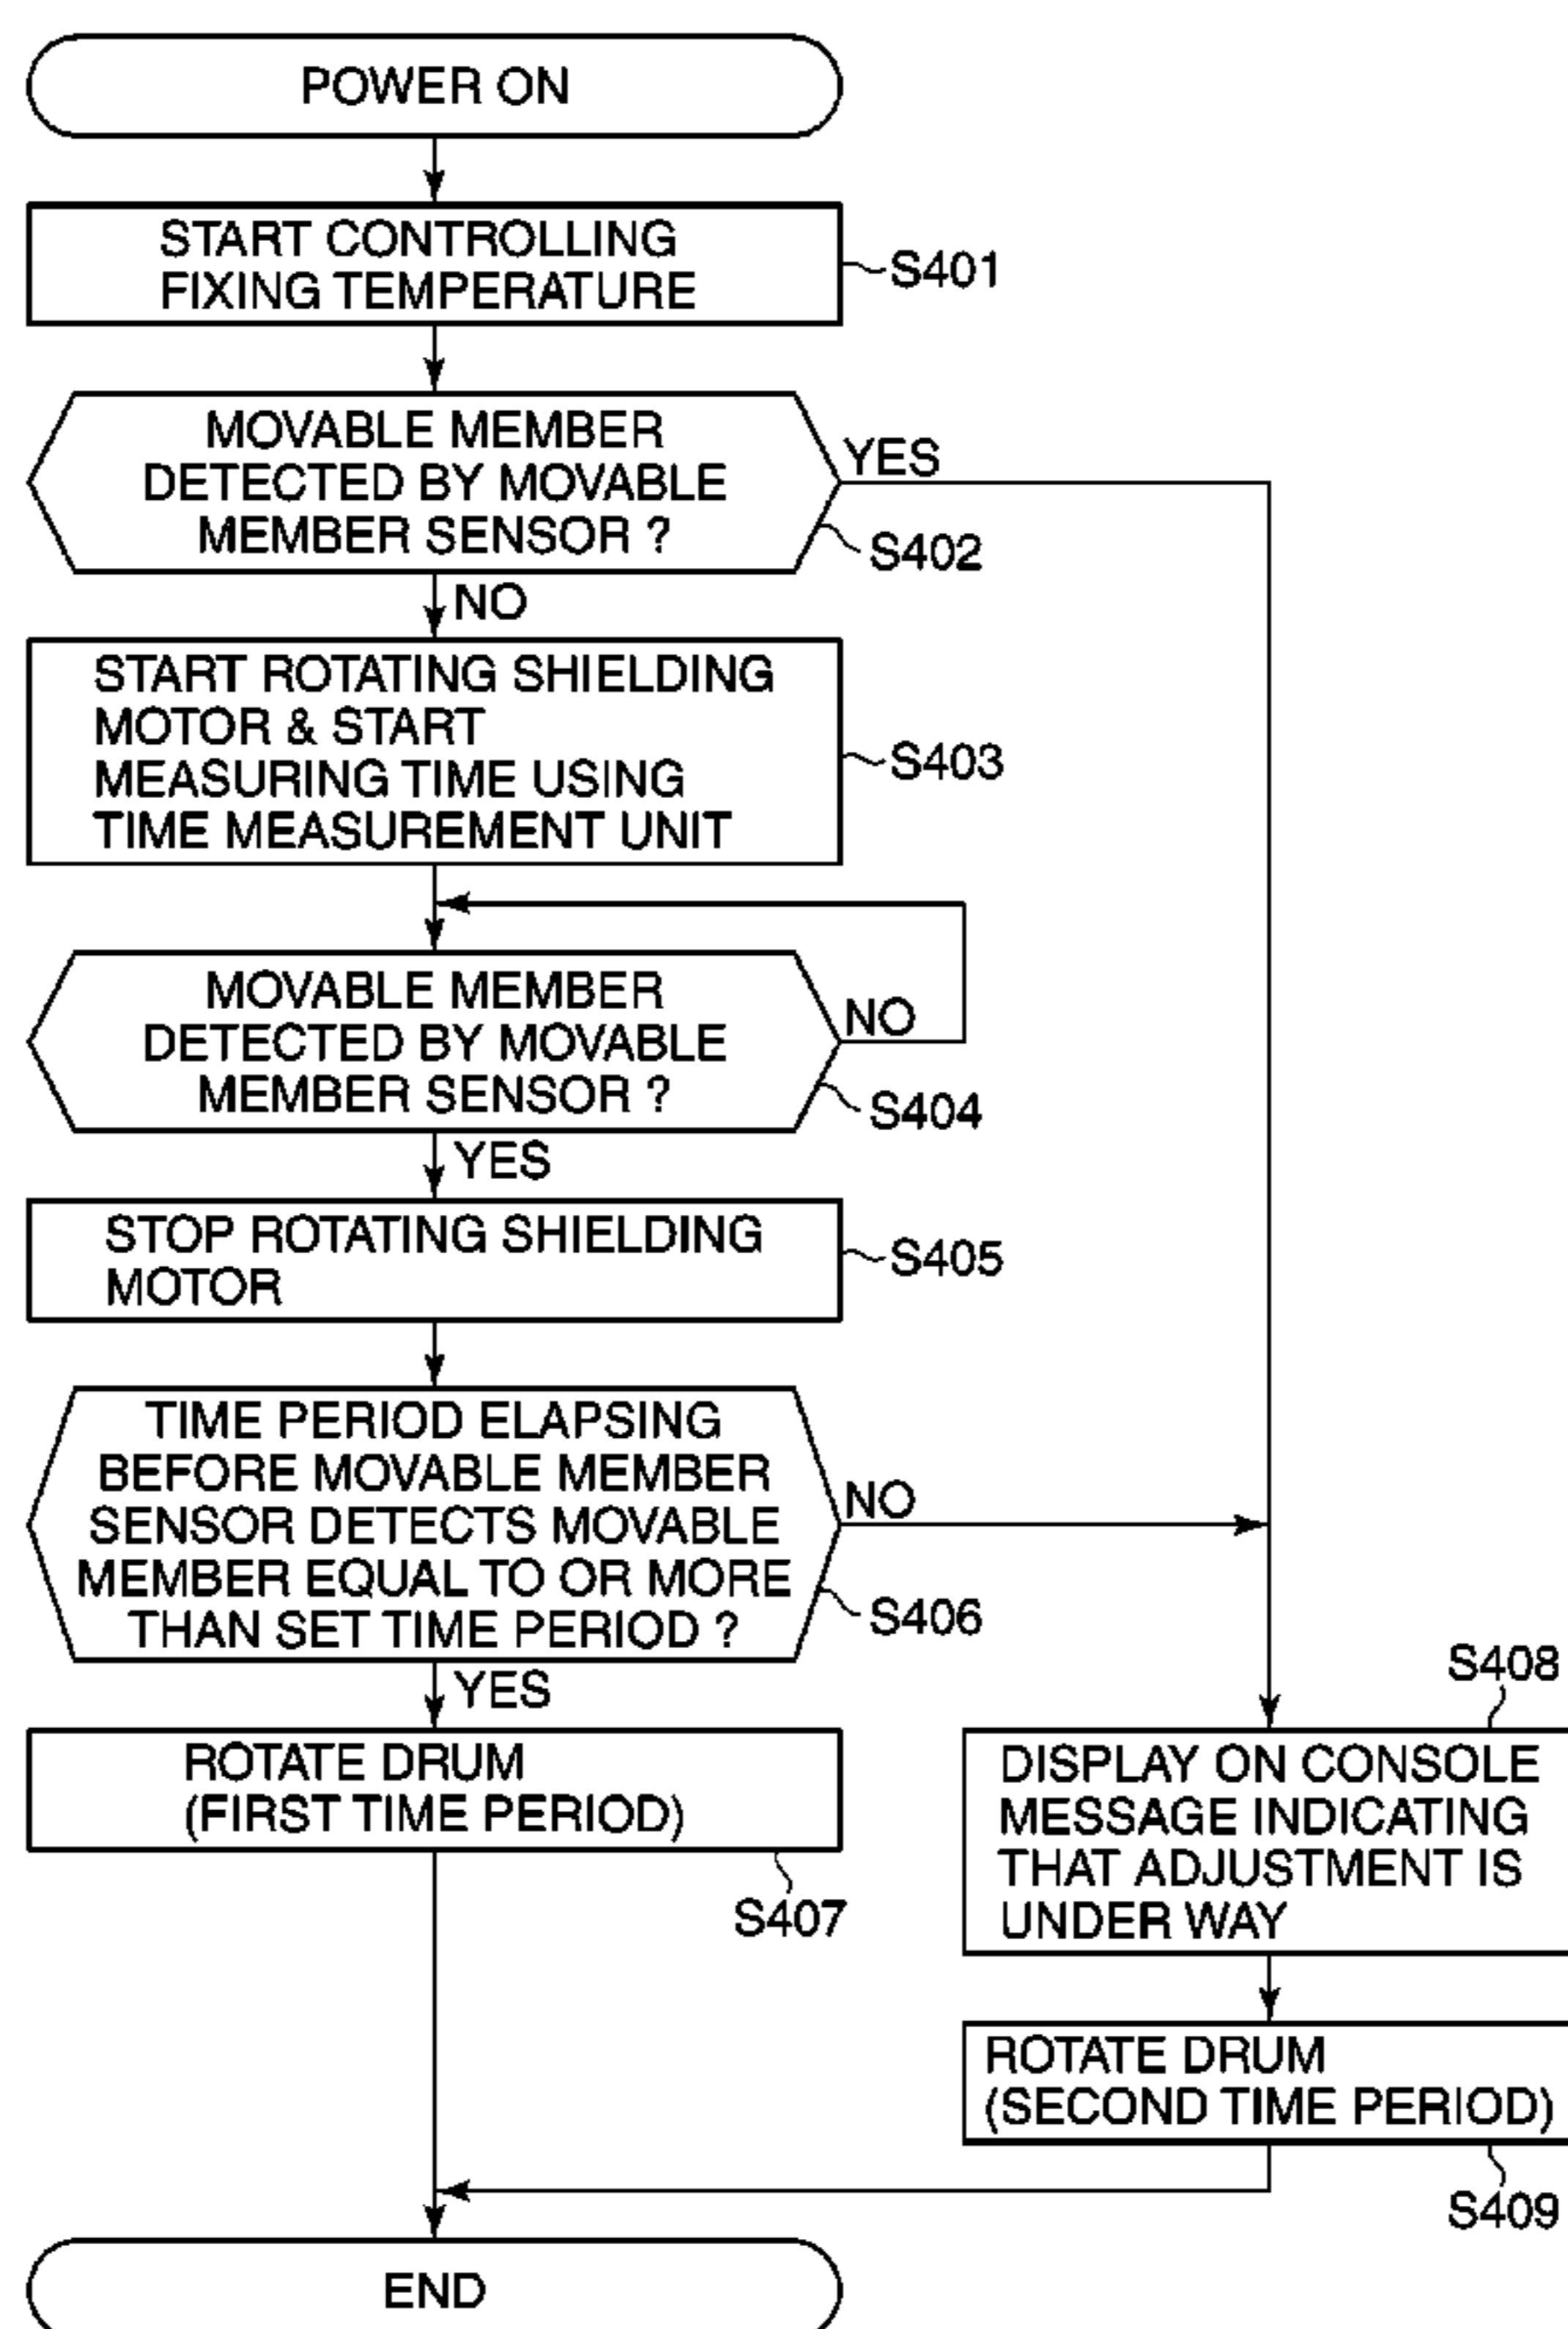 POWER ON
START CONTROLLING
FIXING TEMPERATURE
S401
MOVABLE MEMBER
DETECTED BY MOVABLE
MEMBER SENSOR ?
YES
S402
NO
START ROTATING SHIELDING
MOTOR & START
MEASURING TIME USING
TIME MEASUREMENT UNIT
S403
MOVABLE MEMBER
DETECTED BY MOVABLE
MEMBER SENSOR ?
NO
S404
YES
STOP ROTATING SHIELDING
MOTOR
S405
TIME PERIOD ELAPSING
BEFORE MOVABLE MEMBER
SENSOR DETECTS MOVABLE
MEMBER EQUAL TO OR MORE
THAN SET TIME PERIOD ?
NO
S406
YES
ROTATE DRUM
(FIRST TIME PERIOD)
S407
S408
DISPLAY ON CONSOLE
MESSAGE INDICATING
THAT ADJUSTMENT IS
UNDER WAY
ROTATE DRUM
(SECOND TIME PERIOD)
S409
END